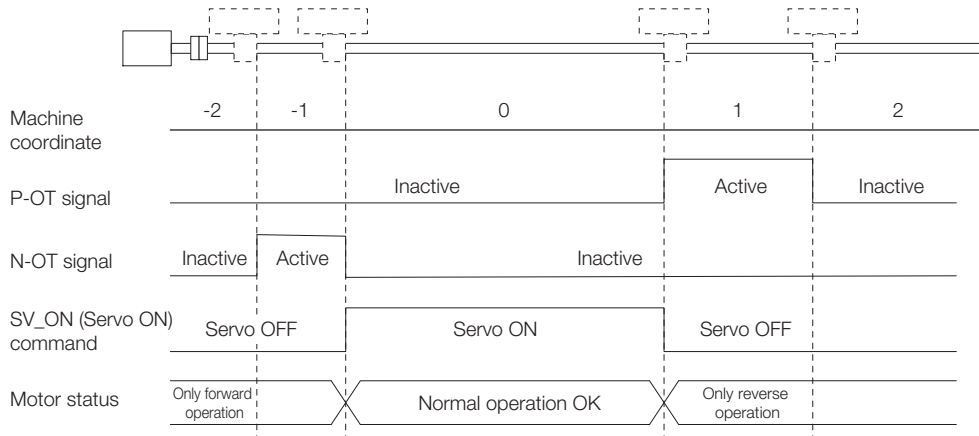 Machine
coordinate
-2 -1 0 1 2
P-OT signal
Inactive Active Inactive
N-OT signal
Inactive Active Inactive
SV_ON (Servo ON)
command
Servo OFF Servo ON Servo OFF
Motor status
Only forward
operation
Normal operation OK
Only reverse
operation